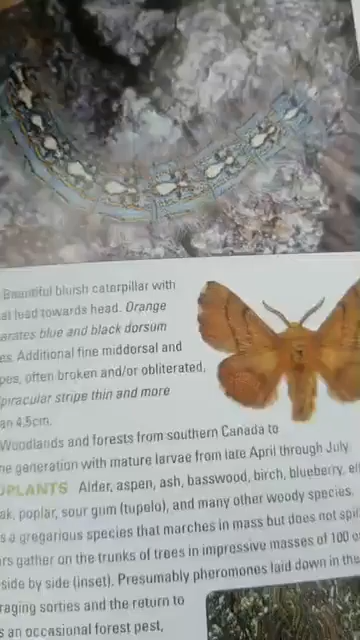 Beautiful bluish caterpillar with
lead towards head. Orange
arates blue and black dorsum
es. Additional fine middorsal and
pes, often broken and/or obliterated,
piracular stripe thin and more
an 4.5cm.
Woodlands and forests from southern Canada to
ne generation with mature larvae from late April through July
DPLANTS Alder, aspen, ash, basswood, birch, blueberry, el
ak, poplar, sour gum (tupelo), and many other woody species.
s a gregarious species that marches in mass but does not spi
rs gather on the trunks of trees in impressive masses of 100 o
side by side (inset). Presumably pheromones laid down in the
raging sorties and the return to
s an occasional forest pest,